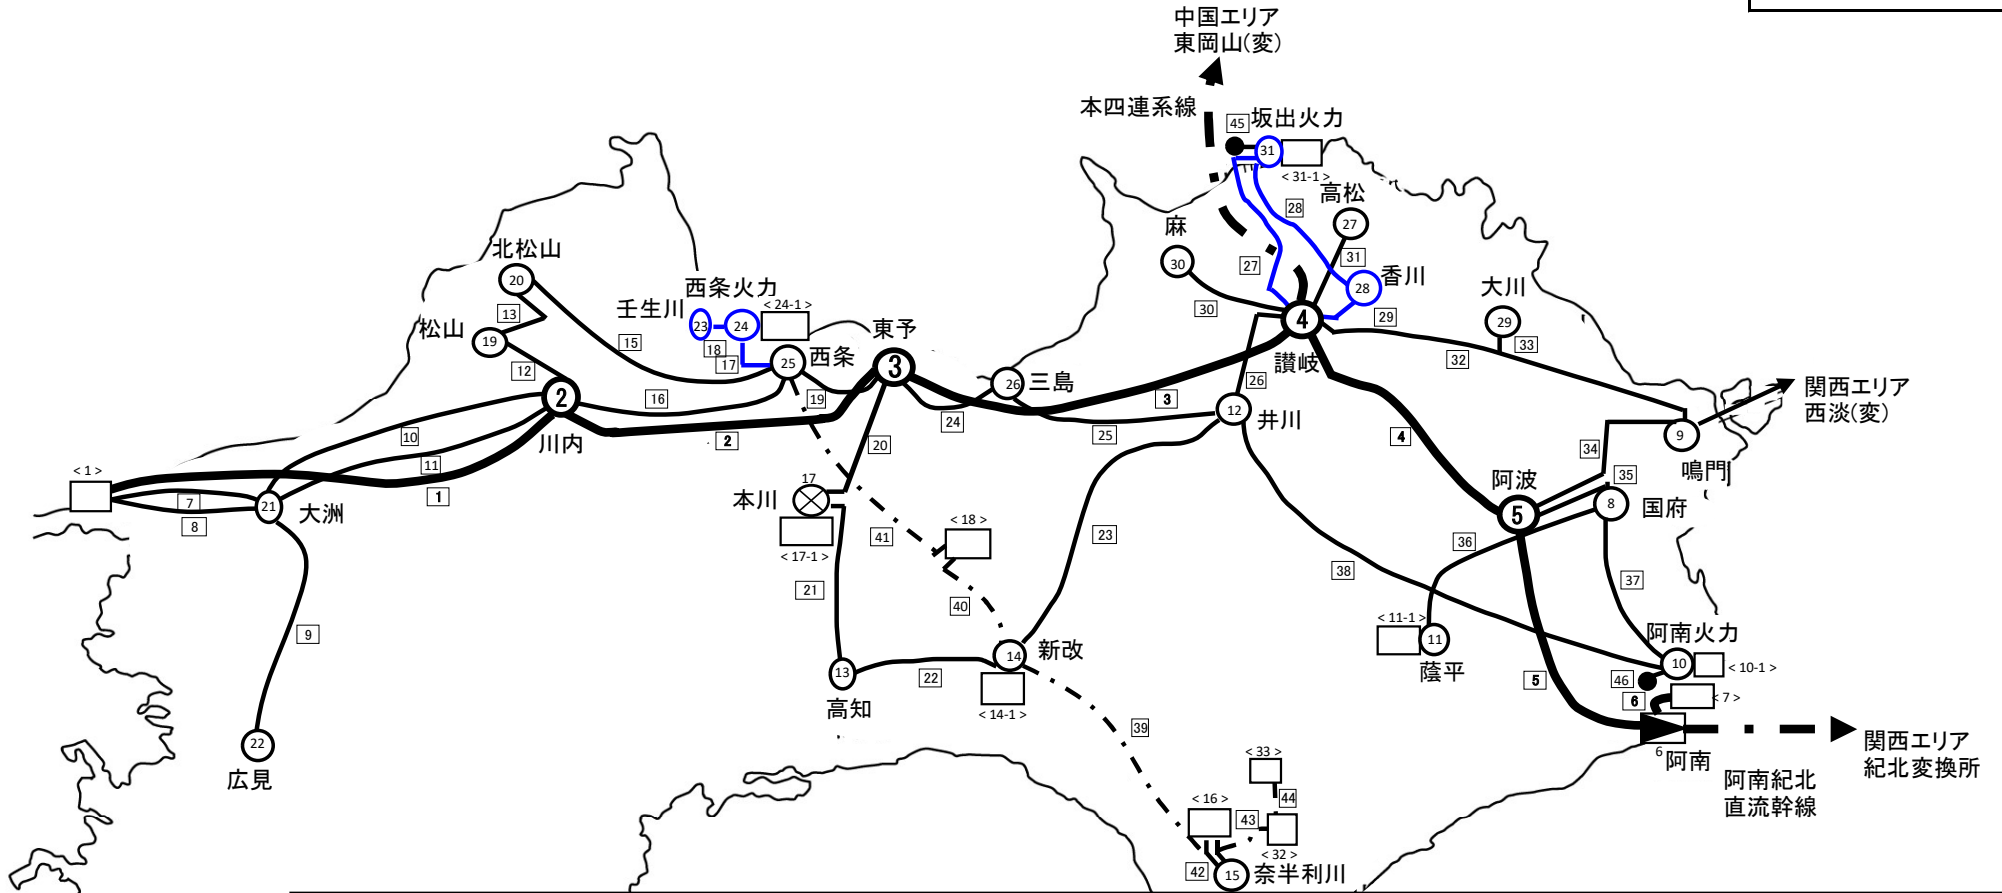 中国エリア
東岡山(変)
本四連系線
45
坂出火力
31
< 31-1 >
高松
28
27
麻
30
27
31
香川
28
30
大川
29
29
33
32
4
讃岐
北松山
20
13
松山
19
12
15
西条火力
< 24-1 >
壬生川
23
24
18
17
25
西条
東予
3
19
16
2
川内
2
20
24
26
三島
3
25
26
12
井川
4
関西エリア
西淡(変)
9
鳴門
34
35
阿波
5
8
国府
36
37
< 1 >
7
8
10
11
1
21
大洲
9
22
広見
17
本川
< 17-1 >
41
< 18 >
40
21
23
38
13
高知
22
14
新改
< 14-1 >
39
< 11-1 >
11
蔭平
阿南火力
10
< 10-1 >
46
6
< 7 >
5
6
阿南
阿南紀北
直流幹線
関西エリア
紀北変換所
< 33 >
44
< 16 >
43
< 32 >
42
15
奈半利川